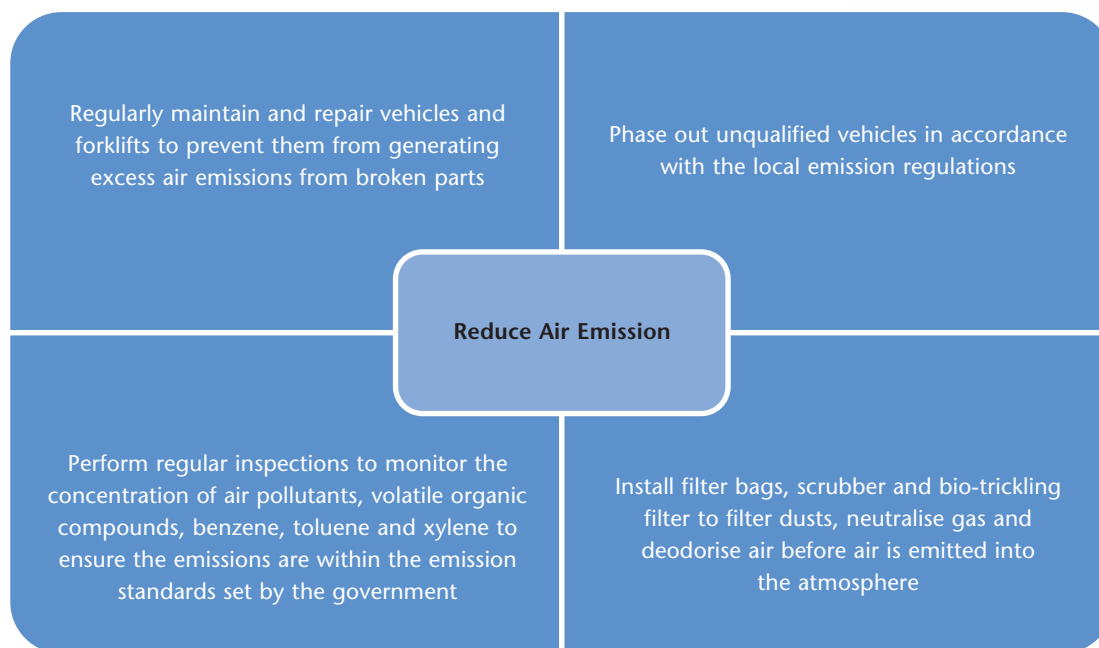 Regularly maintain and repair vehicles and
forklifts to prevent them from generating
excess air emissions from broken parts
Phase out unqualified vehicles in accordance
with the local emission regulations
Reduce Air Emission
Perform regular inspections to monitor the
concentration of air pollutants, volatile organic
compounds, benzene, toluene and xylene to
ensure the emissions are within the emission
standards set by the government
Install filter bags, scrubber and bio-trickling
filter to filter dusts, neutralise gas and
deodorise air before air is emitted into
the atmosphere